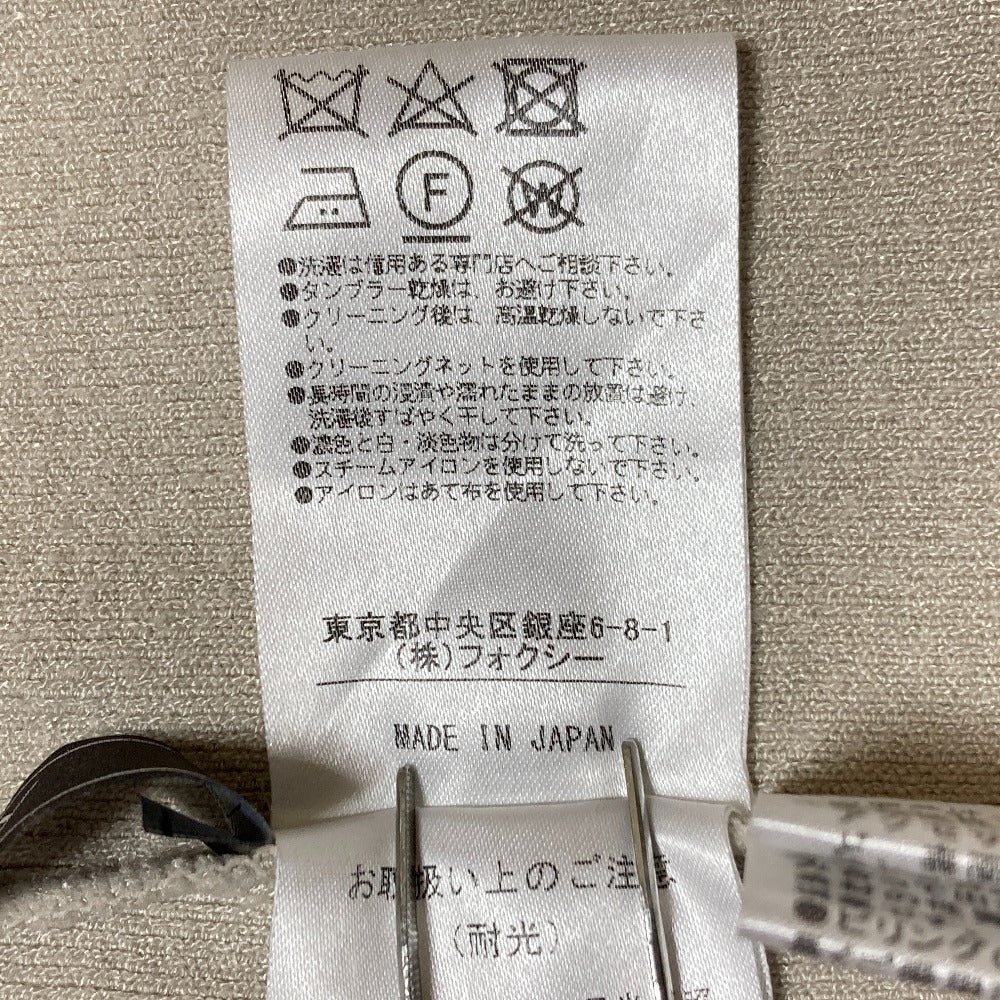 F
W
●洗濯は信用ある専門店へご相談下さい。
●タンブラー乾燥は、お避け下さい。
●クリーニング後は、高温乾燥しないで下さ
い。
●クリーニングネットを使用して下さい。
●長時間の浸漬や濡れたままの放置は避け、
洗濯後すばやく干して下さい。
●濃色と白・淡色物は分けて洗って下さい。
●スチームアイロンを使用しないで下さい。
●アイロンはあて布を使用して下さい。
東京都中央区銀座6-8-1
(株)フォクシー
MADE IN JAPAN
お取扱い上のご注意
(耐光)
ピリング